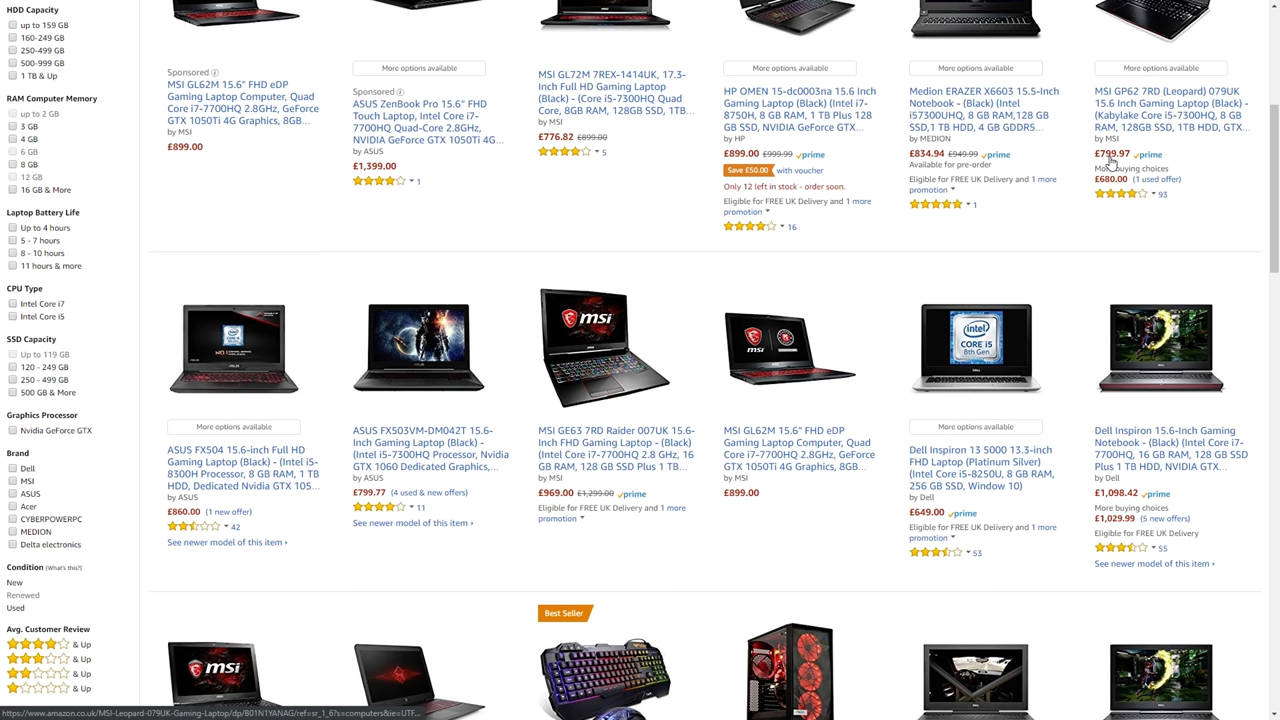 HDD Capacity
up to 159 GB
160-249 GB
250-499 GB
500-999 GB
1 TB & Up
RAM Computer Memory
up to 2 GB
3 GB
4 GB
6 GB
8 GB
12 GB
16 GB & More
Laptop Battery Life
Up to 4 hours
5 - 7 hours
8 - 10 hours
11 hours & more
CPU Type
Intel Core i7
Intel Core i5
SSD Capacity
Up to 119 GB
120 - 249 GB
250 - 499 GB
500 GB & More
Graphics Processor
Nvidia GeForce GTX
Brand
Dell
MSI
ASUS
Acer
CYBERPOWERPC
MEDION
Delta electronics
Condition (What's this?)
New
Renewed
Used
Avg. Customer Review
& Up
& Up
& Up
& Up
Sponsored
MSI GL62M 15.6" FHD eDP
Gaming Laptop Computer, Quad
Core i7-7700HQ 2.8GHz, GeForce
GTX 1050Ti 4G Graphics, 8GB...
by MSI
£899.00
More options available
Sponsored
ASUS ZenBook Pro 15.6" FHD
Touch Laptop, Intel Core i7-
7700HQ Quad-Core 2.8GHz,
NVIDIA GeForce GTX 1050Ti 4G...
by ASUS
£1,399.00
1
MSI GL72M 7REX-1414UK, 17.3-
Inch Full HD Gaming Laptop
(Black) - (Core i5-7300HQ Quad
Core, 8GB RAM, 128GB SSD, 1TB...
by MSI
£776.82 £899.00
5
More options available
HP OMEN 15-dc0003na 15.6 Inch
Gaming Laptop (Black) (Intel i7-
8750H, 8 GB RAM, 1 TB Plus 128
GB SSD, NVIDIA GeForce GTX...
by HP
£899.00 £999.99 prime
Save £50.00 with voucher
Only 12 left in stock - order soon.
Eligible for FREE UK Delivery and 1 more
promotion
16
More options available
Medion ERAZER X6603 15.5-Inch
Notebook - (Black) (Intel
i57300UHQ, 8 GB RAM,128 GB
SSD,1 TB HDD, 4 GB GDDR5...
by MEDION
£834.94 £949.99 prime
Available for pre-order
Eligible for FREE UK Delivery and 1 more
promotion
1
More options available
MSI GP62 7RD (Leopard) 079UK
15.6 Inch Gaming Laptop (Black)
(Kabylake Core i5-7300HQ, 8 GB
RAM, 128GB SSD, 1TB HDD, GTX...
by MSI
£799.97 prime
More buying choices
£680.00 (1 used offer)
93
More options available
ASUS FX504 15.6-inch Full HD
Gaming Laptop (Black) - (Intel i5-
8300H Processor, 8 GB RAM, 1 TB
HDD, Dedicated Nvidia GTX 105...
by ASUS
£860.00 (1 new offer)
42
See newer model of this item
ASUS FX503VM-DM042T 15.6-
Inch Gaming Laptop (Black) -
(Intel i5-7300HQ Processor, Nvidia
GTX 1060 Dedicated Graphics,...
by ASUS
£799.77 (4 used & new offers)
11
See newer model of this item
msi
MSI GE63 7RD Raider 007UK 15.6-
Inch FHD Gaming Laptop - (Black)
(Intel Core i7-7700HQ 2.8 GHz, 16
GB RAM, 128 GB SSD Plus 1 TB...
by MSI
£969.00 £1,299.00 prime
Eligible for FREE UK Delivery and 1 more
promotion
msi
MSI GL62M 15.6" FHD eDP
Gaming Laptop Computer, Quad
Core i7-7700HQ 2.8GHz, GeForce
GTX 1050Ti 4G Graphics, 8GB...
by MSI
£899.00
intel
CORE i5
8th Gen
More options available
Dell Inspiron 13 5000 13.3-inch
FHD Laptop (Platinum Silver)
(Intel Core i5-8250U, 8 GB RAM,
256 GB SSD, Window 10)
by Dell
£649.00 prime
Eligible for FREE UK Delivery and 1 more
promotion
53
Dell Inspiron 15.6-Inch Gaming
Notebook - (Black) (Intel Core i7-
7700HQ, 16 GB RAM, 128 GB SSD
Plus 1 TB HDD, NVIDIA GTX...
by Dell
£1,098.42 prime
More buying choices
£1,029.99 (5 new offers)
Eligible for FREE UK Delivery
55
See newer model of this item
msi
Best Seller
https://www.amazon.co.uk/MSI-Leopard-079UK-Gaming-Laptop/dp/B01N1YANAG/ref=sr_1_6?s=computers&ie=UTF...